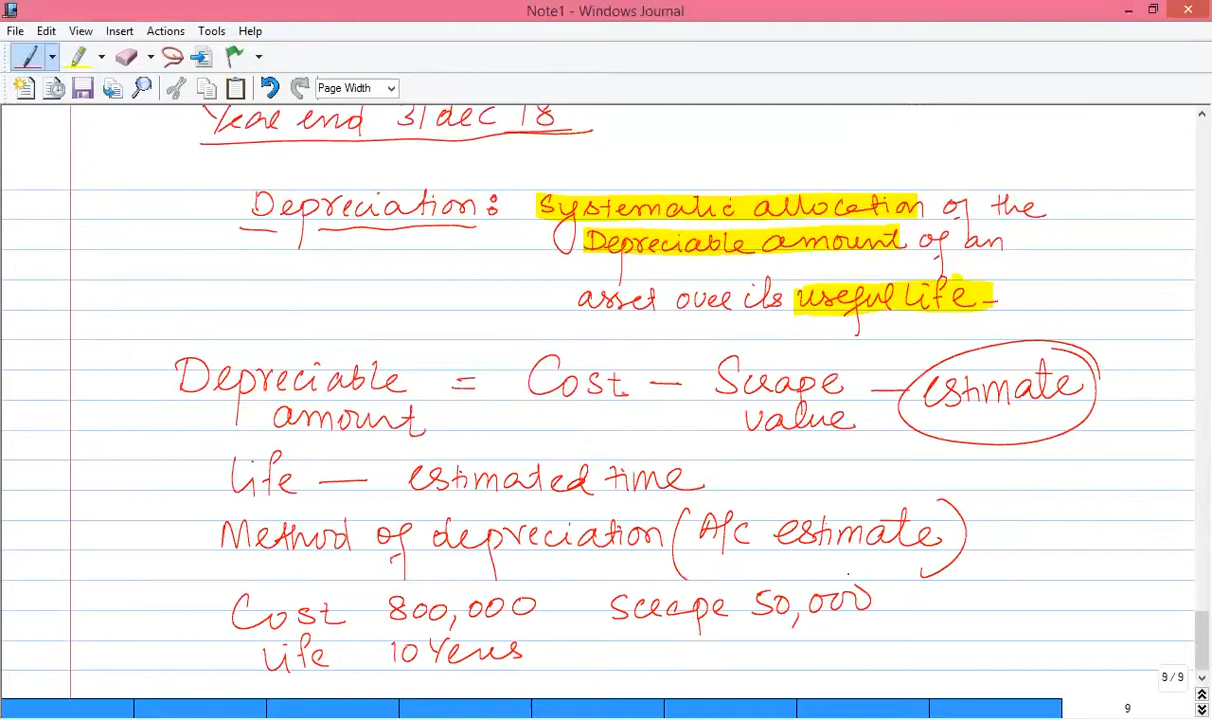 Note1 - Windows Journal
File Edit View Insert Actions Tools Help
Page Width
Year end 31 dec 18
Depreciation: Systematic allocation of the
Depreciable amount of an
asset over its useful life -
Depreciable = Cost - Scrape - estimate
amount value
life - estimated time
Method of depreciation (A/c estimate)
Cost 800,000 Scrape 50,000
life 10 Years
9 / 9
9